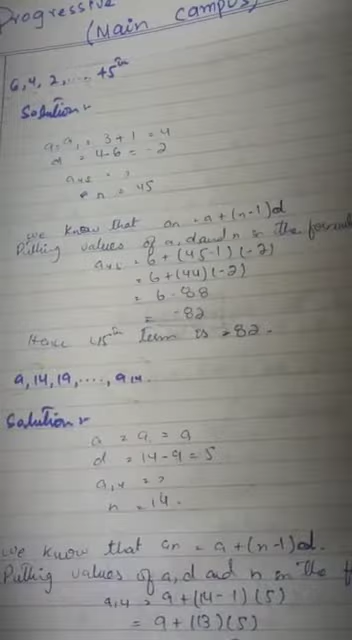 Progressive
(Main campus)
6, 4, 2, ..... 45th
Solution:-
a = a₁ = 3+1 = 4
d = 4-6 = -2
a₄₅ = ?
n = 45
we know that an = a+(n-1)d
Putting values of a, d and n in the formula
a₄₅ = 6+(45-1)(-2)
= 6+(44)(-2)
= 6-88
= -82
45th term is -82.
9, 14, 19, ....., a14.
Solution:-
a = a = 9
d = 14-9 = 5
a₁₄ = ?
n = 14.
we know that an = a+(n-1)d.
Putting values of a, d and n in the f
a₁₄ = 9+(14-1)(5)
= 9+(13)(5)